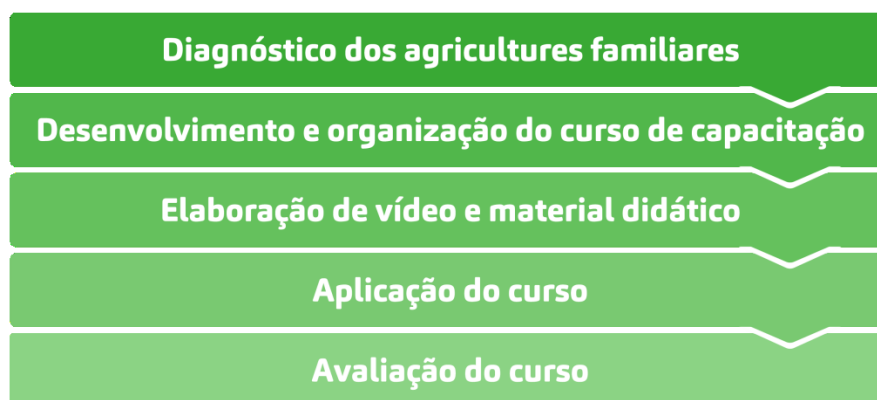 Diagnóstico dos agricultures familiares
Desenvolvimento e organização do curso de capacitação
Elaboração de vídeo e material didático
Aplicação do curso
Avaliação do curso